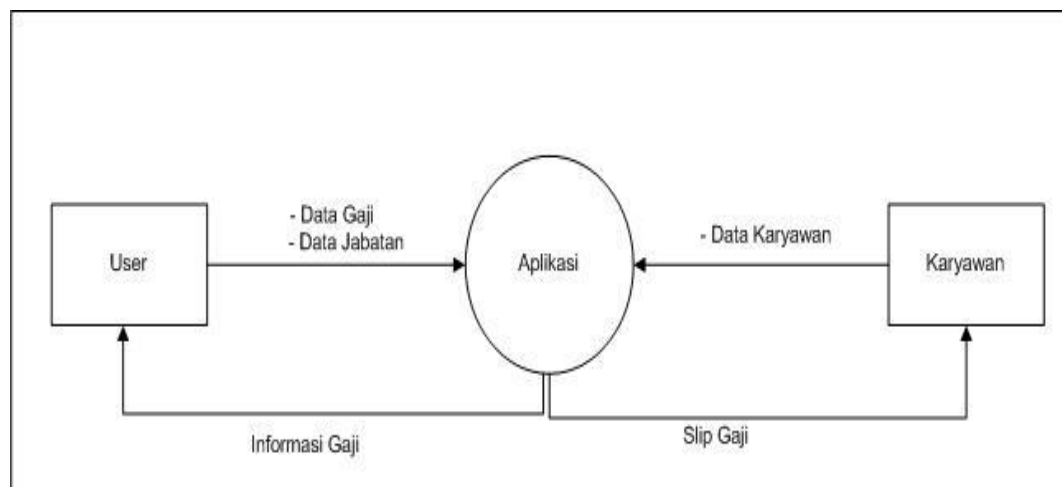 - Data Gaji
- Data Jabatan
- Data Karyawan
User
Aplikasi
Karyawan
Informasi Gaji
Slip Gaji